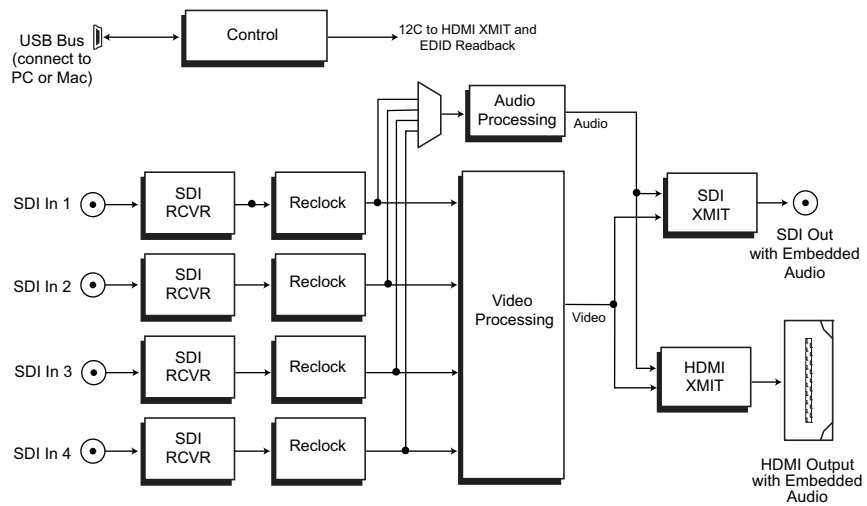 USB Bus
(connect to
PC or Mac)
Control
12C to HDMI XMIT and
EDID Readback
Audio
Processing
Audio
SDI In 1
SDI
RCVR
Reclock
SDI
XMIT
SDI Out
with Embedded
Audio
SDI In 2
SDI
RCVR
Reclock
Video
Processing
Video
SDI In 3
SDI
RCVR
Reclock
HDMI
XMIT
SDI In 4
SDI
RCVR
Reclock
HDMI Output
with Embedded
Audio